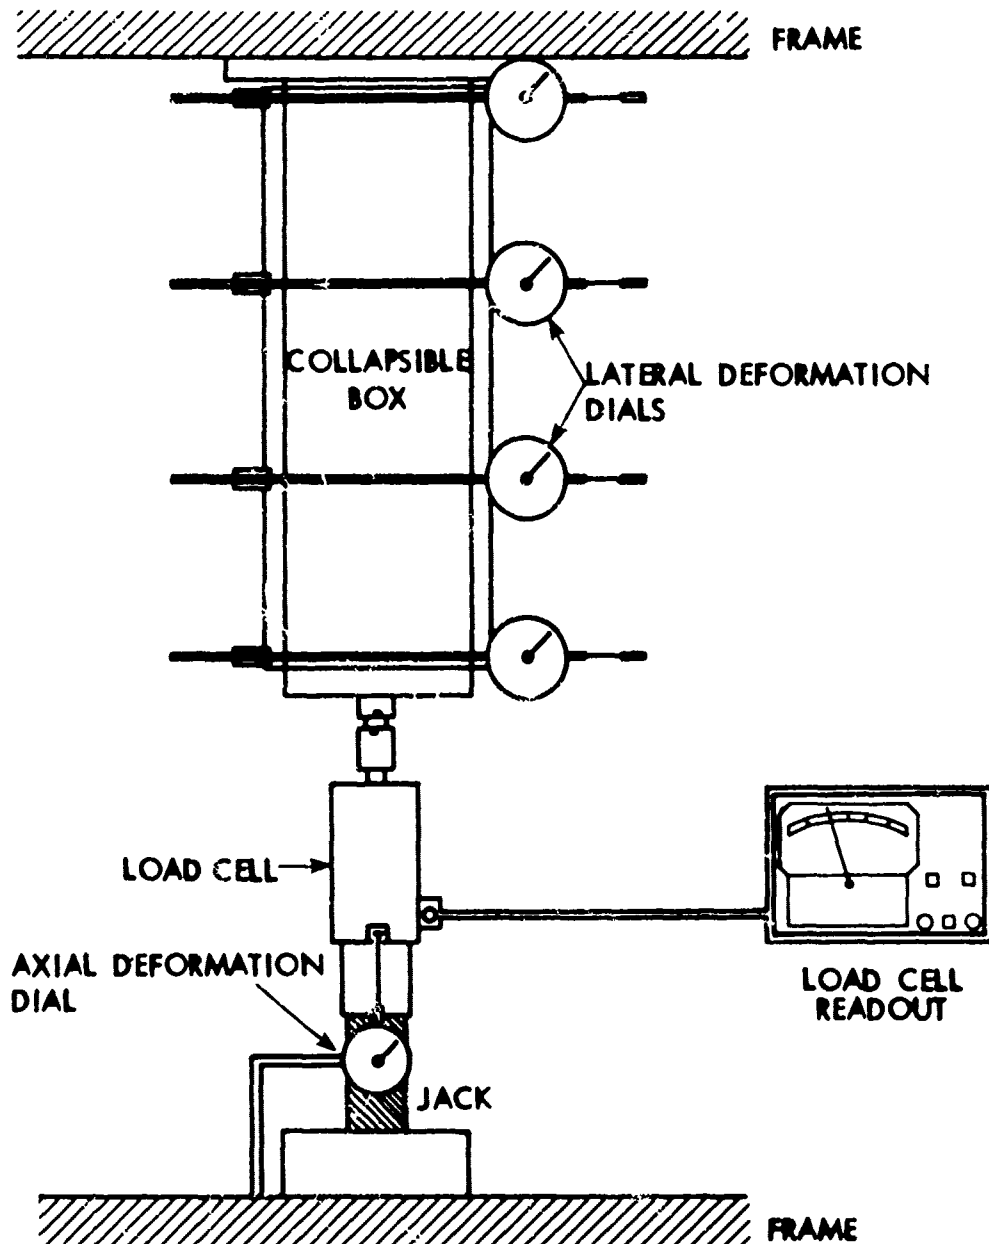 FRAME
COLLAPSIBLE
BOX
LATERAL DEFORMATION
DIALS
LOAD CELL
AXIAL DEFORMATION
DIAL
LOAD CELL
READOUT
JACK
FRAME